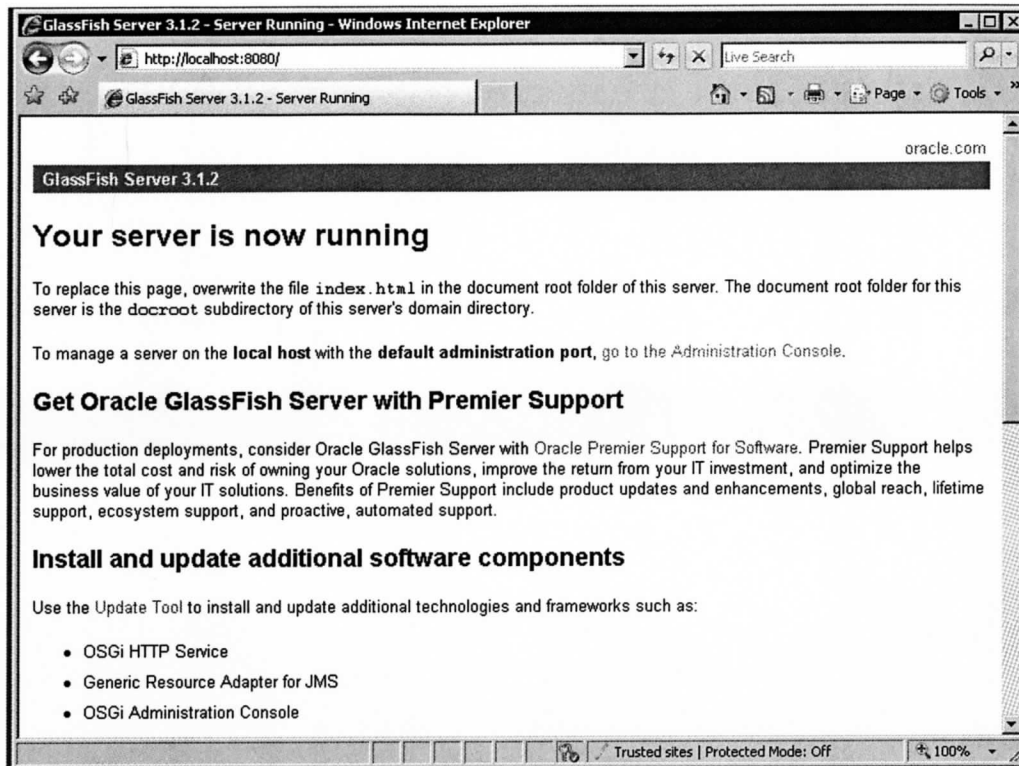 GlassFish Server 3.1.2 - Server Running - Windows Internet Explorer
http://localhost:8080/
Live Search
GlassFish Server 3.1.2 - Server Running
Page
Tools
oracle.com
GlassFish Server 3.1.2
Your server is now running
To replace this page, overwrite the file index.html in the document root folder of this server. The document root folder for this
server is the docroot subdirectory of this server's domain directory.
To manage a server on the local host with the default administration port, go to the Administration Console.
Get Oracle GlassFish Server with Premier Support
For production deployments, consider Oracle GlassFish Server with Oracle Premier Support for Software. Premier Support helps
lower the total cost and risk of owning your Oracle solutions, improve the return from your IT investment, and optimize the
business value of your IT solutions. Benefits of Premier Support include product updates and enhancements, global reach, lifetime
support, ecosystem support, and proactive, automated support.
Install and update additional software components
Use the Update Tool to install and update additional technologies and frameworks such as:
• OSGi HTTP Service
• Generic Resource Adapter for JMS
• OSGi Administration Console
Trusted sites | Protected Mode: Off
100%